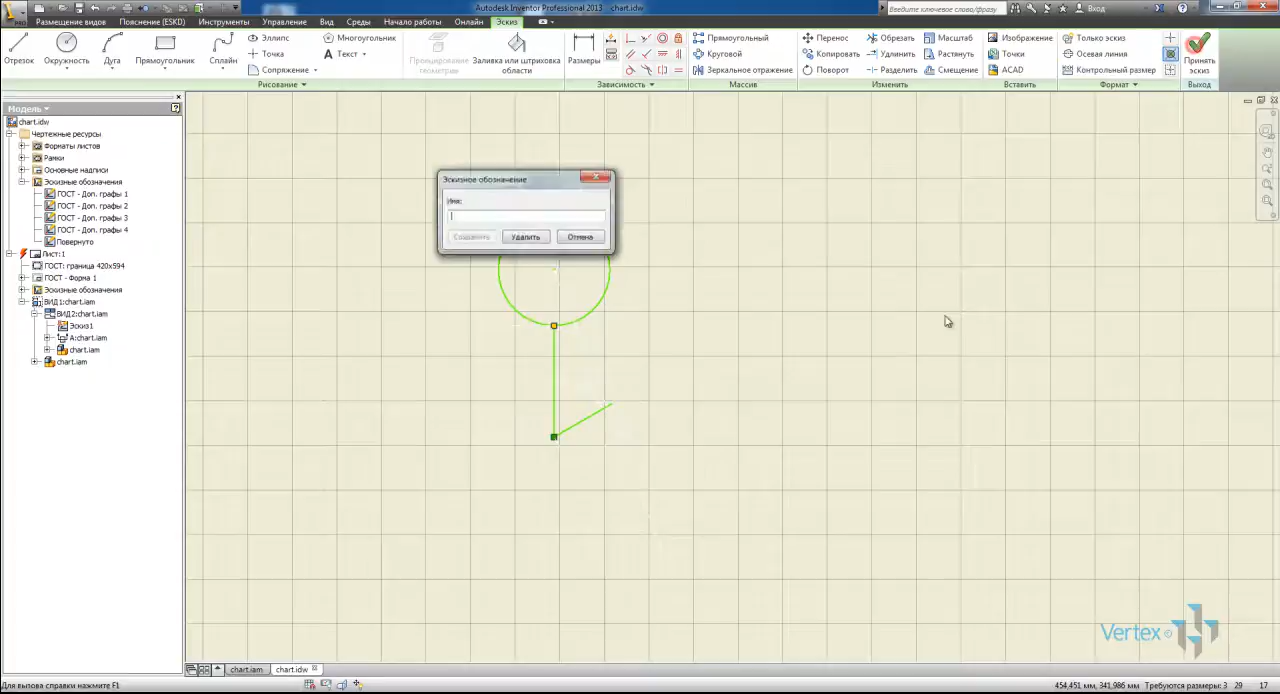 Autodesk Inventor Professional 2013 chart.idw
Введите ключевое слово/фразу
Вход
Размещение видов Пояснение (ESKD) Инструменты Управление Вид Среды Начало работы Онлайн Эскиз
Отрезок
Окружность
Дуга
Прямоугольник
Сплайн
Эллипс
Точка
Сопряжение
Многоугольник
Текст
Проецирование геометрии
Заливка или штриховка области
Размеры
Прямоугольный
Круговой
Зеркальное отражение
Перенос
Копировать
Поворот
Обрезать
Удлинить
Разделить
Масштаб
Растянуть
Смещение
Изображение
Точки
ACAD
Только эскиз
Осевая линия
Контрольный размер
Принять эскиз
Рисование
Зависимость
Массив
Изменить
Вставить
Формат
Выход
Модель
chart.idw
Чертежные ресурсы
Форматы листов
Рамки
Основные надписи
Эскизные обозначения
ГОСТ - Доп. графы 1
ГОСТ - Доп. графы 2
ГОСТ - Доп. графы 3
ГОСТ - Доп. графы 4
Повернуто
Лист:1
ГОСТ: граница 420x594
ГОСТ - Форма 1
Эскизные обозначения
ВИД1:chart.iam
ВИД2:chart.iam
Эскиз1
A:chart.iam
chart.iam
chart.iam
Эскизное обозначение
Имя:
Сохранить Удалить Отмена
Vertex
chart.iam chart.idw
Для вызова справки нажмите F1
454,451 мм, 341,986 мм Требуются размеры: 3 29 17